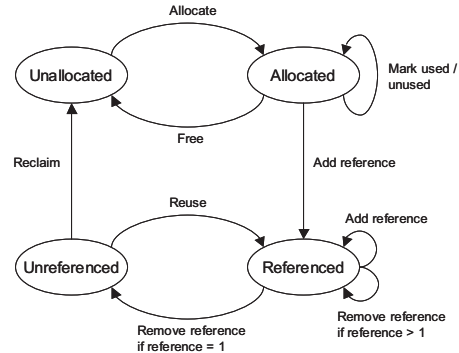 Allocate
Unallocated
Allocated
Mark used /
unused
Free
Reclaim
Add reference
Reuse
Add reference
Unreferenced
Referenced
Remove reference
if reference = 1
Remove reference
if reference > 1